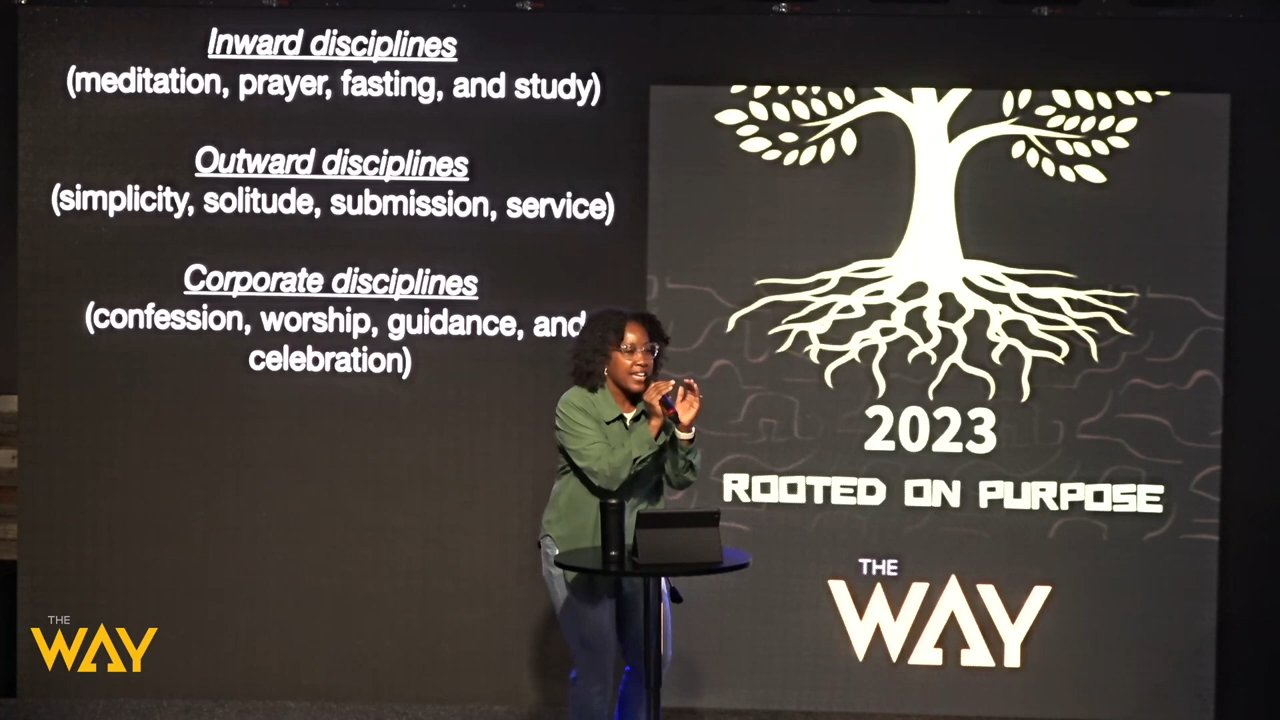 Inward disciplines
(meditation, prayer, fasting, and study)
Outward disciplines
(simplicity, solitude, submission, service)
Corporate disciplines
(confession, worship, guidance, and
celebration)
2023
ROOTED ON PURPOSE
THE
WAY
THE
WAY